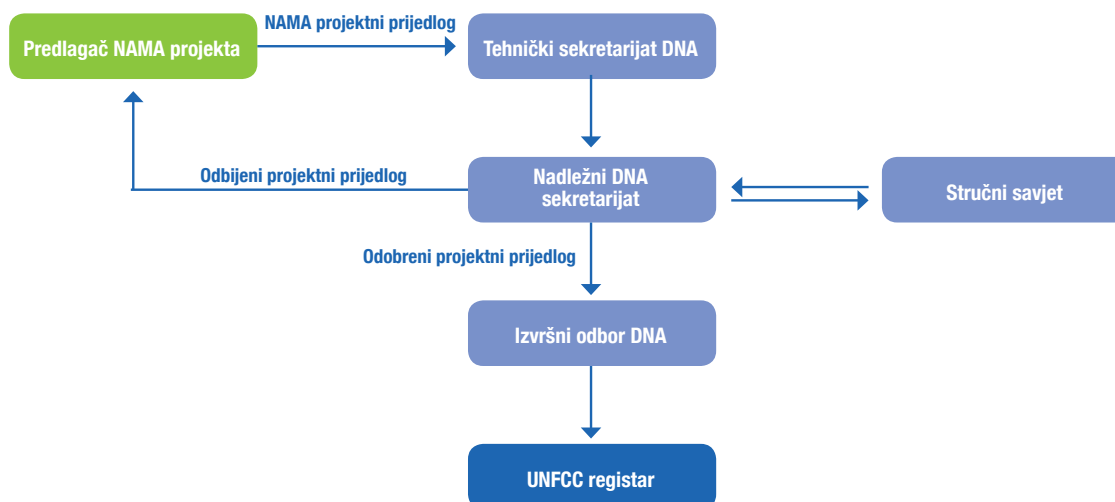 Predlagač NAMA projekta
NAMA projektni prijedlog
Tehnički sekretarijat DNA
Odbijeni projektni prijedlog
Nadležni DNA
sekretarijat
Stručni savjet
Odobreni projektni prijedlog
Izvršni odbor DNA
UNFCC registar